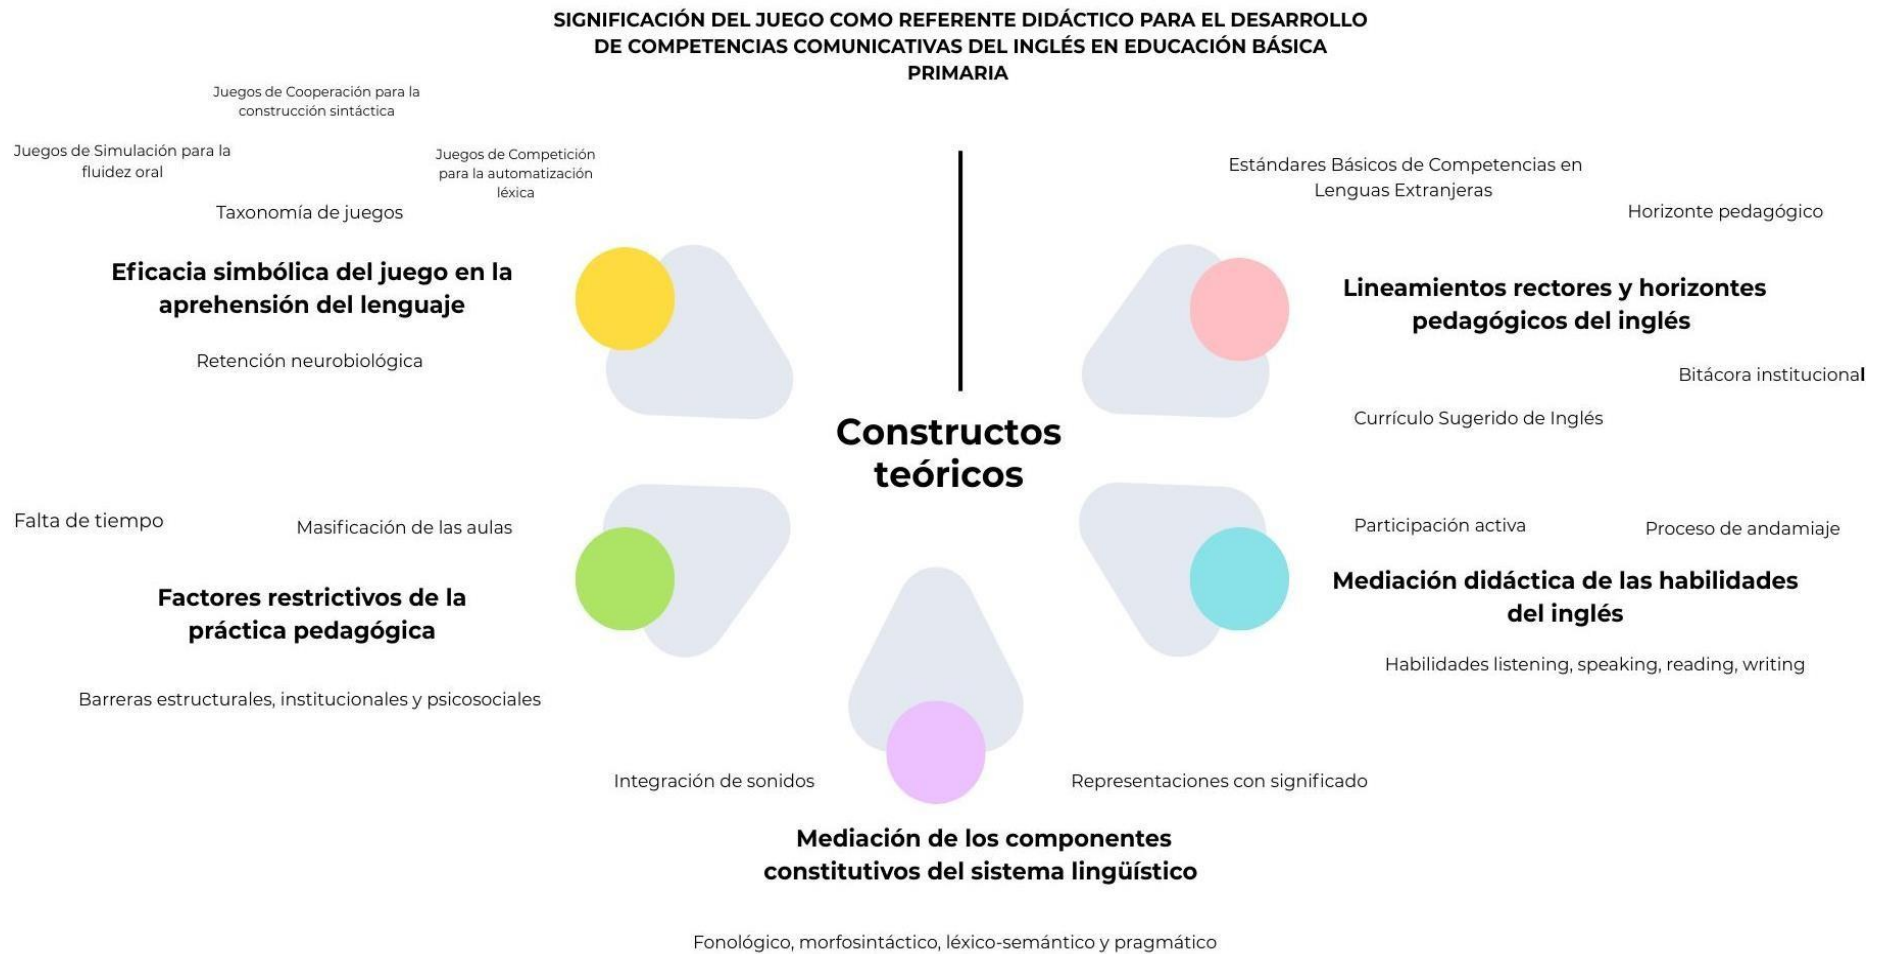 SIGNIFICACIÓN DEL JUEGO COMO REFERENTE DIDÁCTICO PARA EL DESARROLLO
DE COMPETENCIAS COMUNICATIVAS DEL INGLÉS EN EDUCACIÓN BÁSICA
PRIMARIA
Juegos de Cooperación para la
construcción sintáctica
Juegos de Simulación para la
fluidez oral
Juegos de Competición
para la automatización
léxica
Taxonomía de juegos
Eficacia simbólica del juego en la
aprehensión del lenguaje
Retención neurobiológica
Estándares Básicos de Competencias en
Lenguas Extranjeras
Horizonte pedagógico
Lineamientos rectores y horizontes
pedagógicos del inglés
Bitácora institucional
Currículo Sugerido de Inglés
Constructos
teóricos
Falta de tiempo
Masificación de las aulas
Factores restrictivos de la
práctica pedagógica
Barreras estructurales, institucionales y psicosociales
Participación activa
Proceso de andamiaje
Mediación didáctica de las habilidades
del inglés
Habilidades listening, speaking, reading, writing
Integración de sonidos
Representaciones con significado
Mediación de los componentes
constitutivos del sistema lingüístico
Fonológico, morfosintáctico, léxico-semántico y pragmático